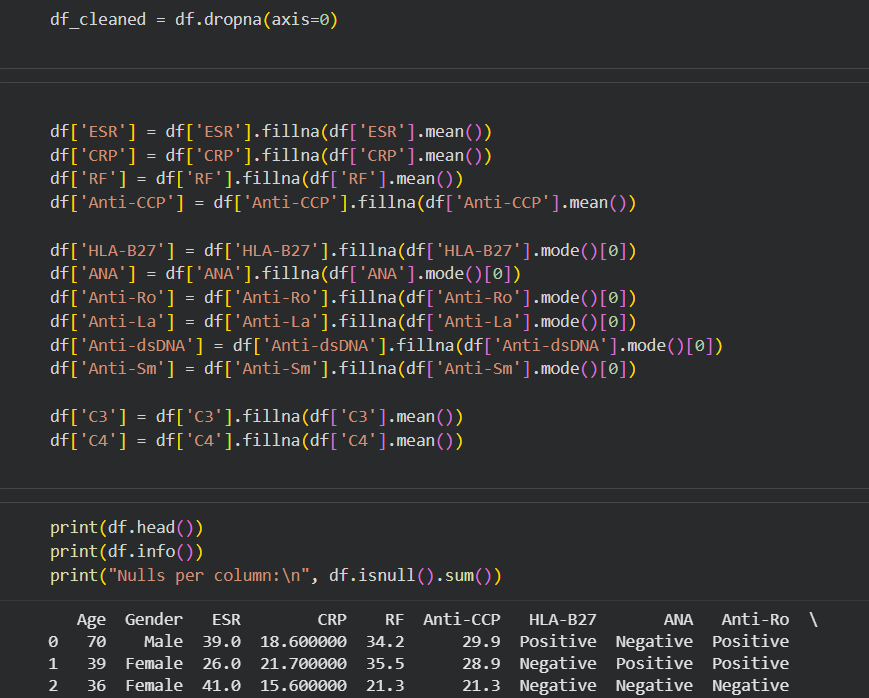 df_cleaned = df.dropna(axis=0)
df['ESR'] = df['ESR'].fillna(df['ESR'].mean())
df['CRP'] = df['CRP'].fillna(df['CRP'].mean())
df['RF'] = df['RF'].fillna(df['RF'].mean())
df['Anti-CCP'] = df['Anti-CCP'].fillna(df['Anti-CCP'].mean())
df['HLA-B27'] = df['HLA-B27'].fillna(df['HLA-B27'].mode()[0])
df['ANA'] = df['ANA'].fillna(df['ANA'].mode()[0])
df['Anti-Ro'] = df['Anti-Ro'].fillna(df['Anti-Ro'].mode()[0])
df['Anti-La'] = df['Anti-La'].fillna(df['Anti-La'].mode()[0])
df['Anti-dsDNA'] = df['Anti-dsDNA'].fillna(df['Anti-dsDNA'].mode()[0])
df['Anti-Sm'] = df['Anti-Sm'].fillna(df['Anti-Sm'].mode()[0])
df['C3'] = df['C3'].fillna(df['C3'].mean())
df['C4'] = df['C4'].fillna(df['C4'].mean())
print(df.head())
print(df.info())
print("Nulls per column:\n", df.isnull().sum())
Age Gender ESR CRP RF Anti-CCP HLA-B27 ANA Anti-Ro \
0 70 Male 39.0 18.600000 34.2 29.9 Positive Negative Positive
1 39 Female 26.0 21.700000 35.5 28.9 Negative Positive Positive
2 36 Female 41.0 15.600000 21.3 21.3 Negative Negative Negative